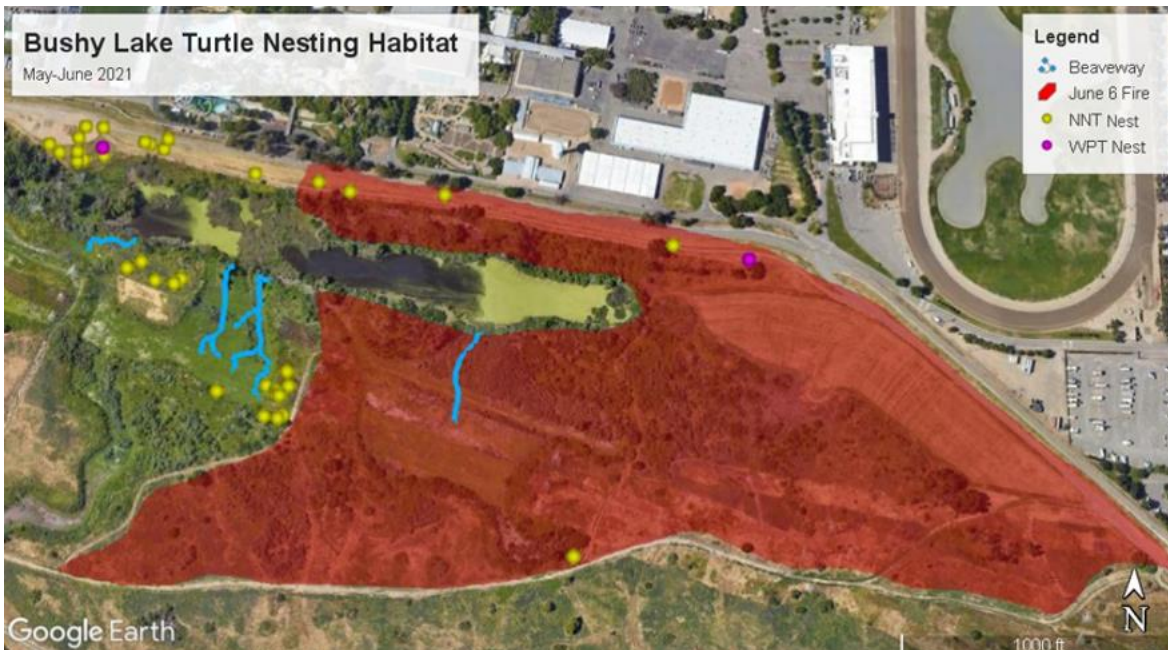 Bushy Lake Turtle Nesting Habitat
May-June 2021
Legend
Beaveway
June 6 Fire
NNT Nest
WPT Nest
Google Earth
N
1000 ft